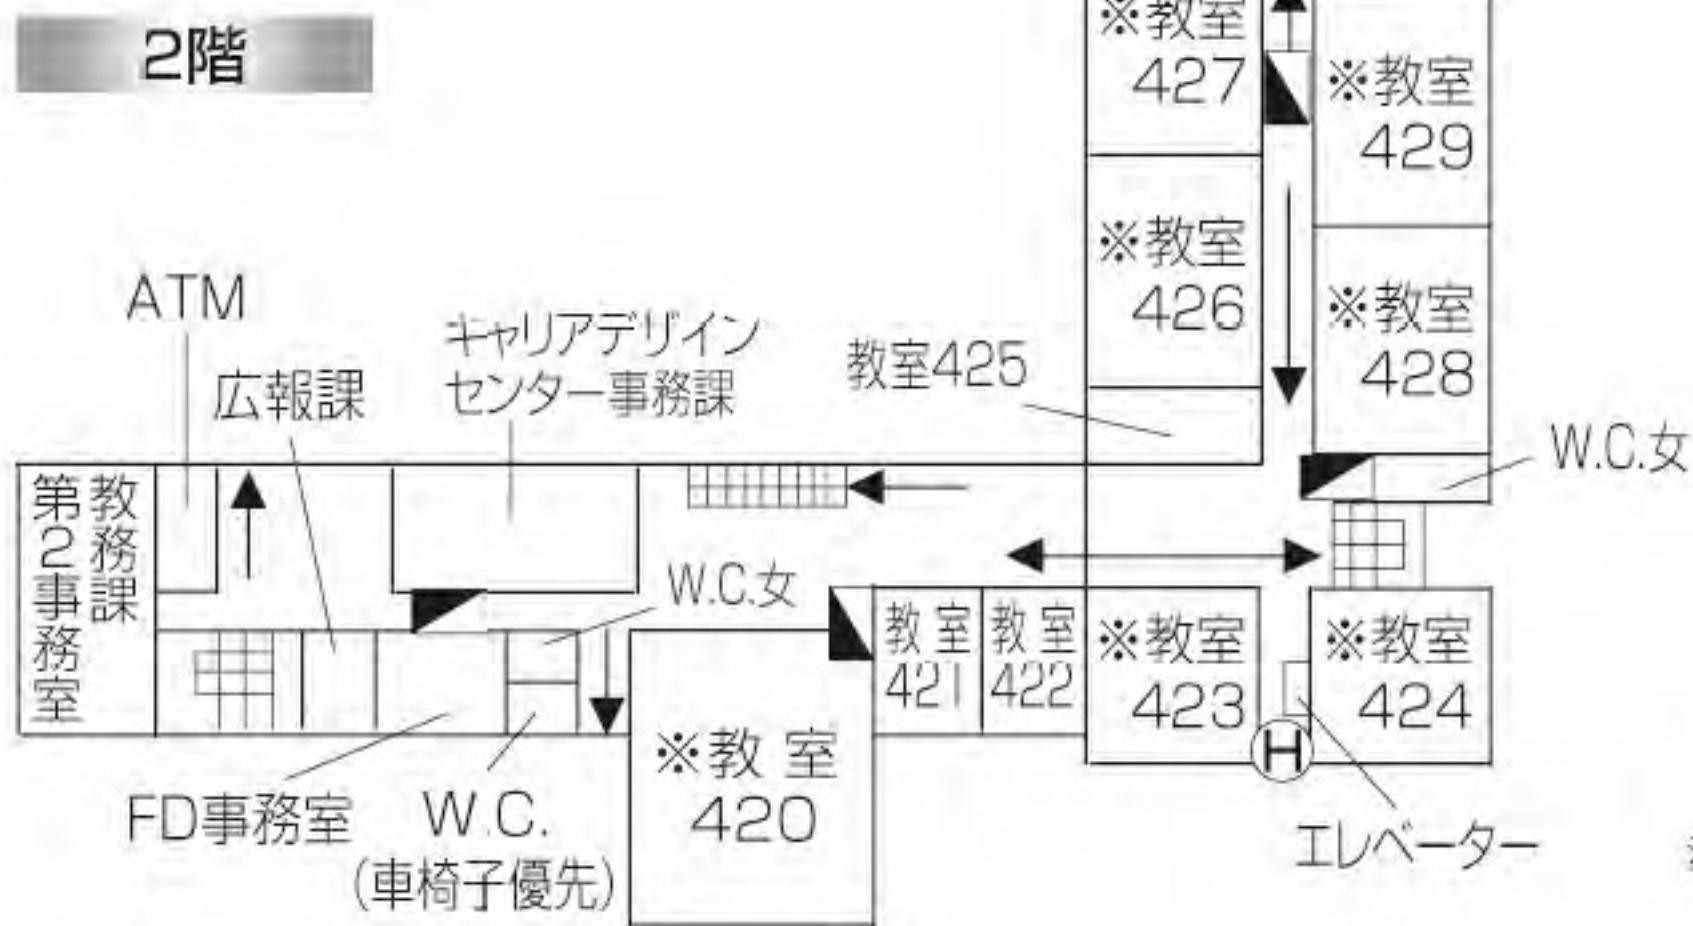 2階
※教室
427
※教室
429
※教室
426
※教室
428
ATM
広報課
キャリアデザイン
センター事務課
教室425
W.C.女
教務課
第2事務室
W.C.女
教室
421
教室
422
※教室
423
※教室
424
※教室
420
H
FD事務室
W.C.
(車椅子優先)
エレベーター